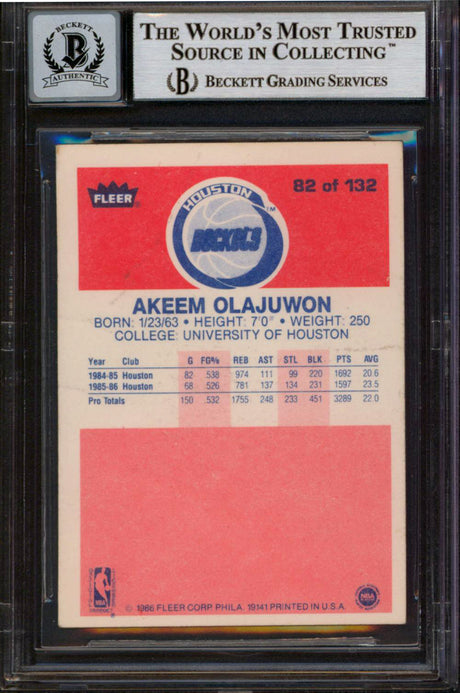 BECKETT
B
AUTHENTIC
THE WORLD'S MOST TRUSTED
SOURCE IN COLLECTING™
B BECKETT GRADING SERVICES
FLEER
HOUSTON
ROCKETS
TM
82 of 132
AKEEM OLAJUWON
BORN: 1/23/63 • HEIGHT: 7'0" • WEIGHT: 250
COLLEGE: UNIVERSITY OF HOUSTON
Year Club G FG% REB AST STL BLK PTS AVG
1984-85 Houston 82 .538 974 111 99 220 1692 20.6
1985-86 Houston 68 .526 781 137 134 231 1597 23.5
Pro Totals 150 .532 1755 248 233 451 3289 22.0
NBA
© 1986 FLEER CORP. PHILA. 19141 PRINTED IN U.S.A.